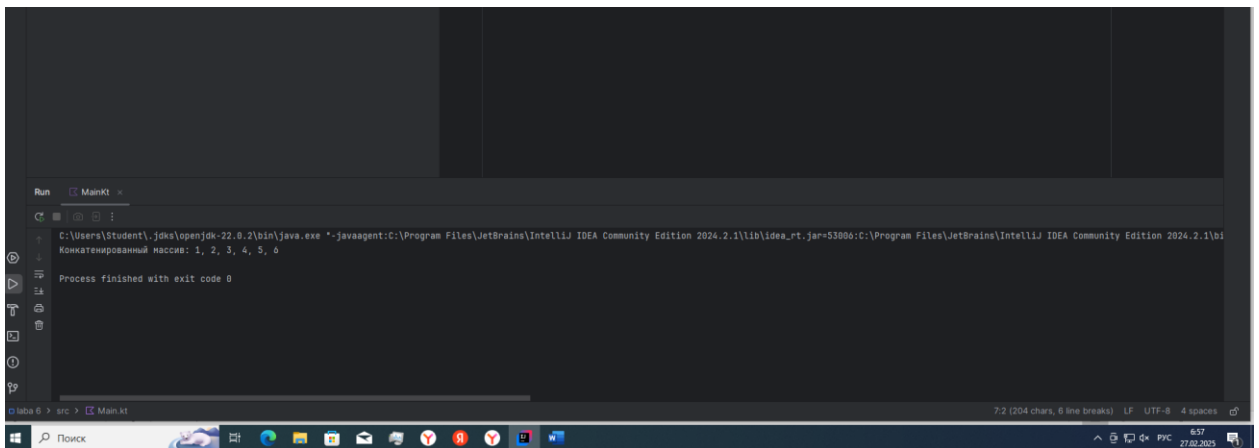 Run MainKt
C:\Users\Student\.jdks\openjdk-22.0.2\bin\java.exe "-javaagent:C:\Program Files\JetBrains\IntelliJ IDEA Community Edition 2024.2.1\lib\idea_rt.jar=53006:C:\Program Files\JetBrains\IntelliJ IDEA Community Edition 2024.2.1\bi
Конкатенированный массив: 1, 2, 3, 4, 5, 6
Process finished with exit code 0
laba 6 > src > Main.kt 7:2 (204 chars, 6 line breaks) LF UTF-8 4 spaces
Поиск РУС 6:57
27.02.2025